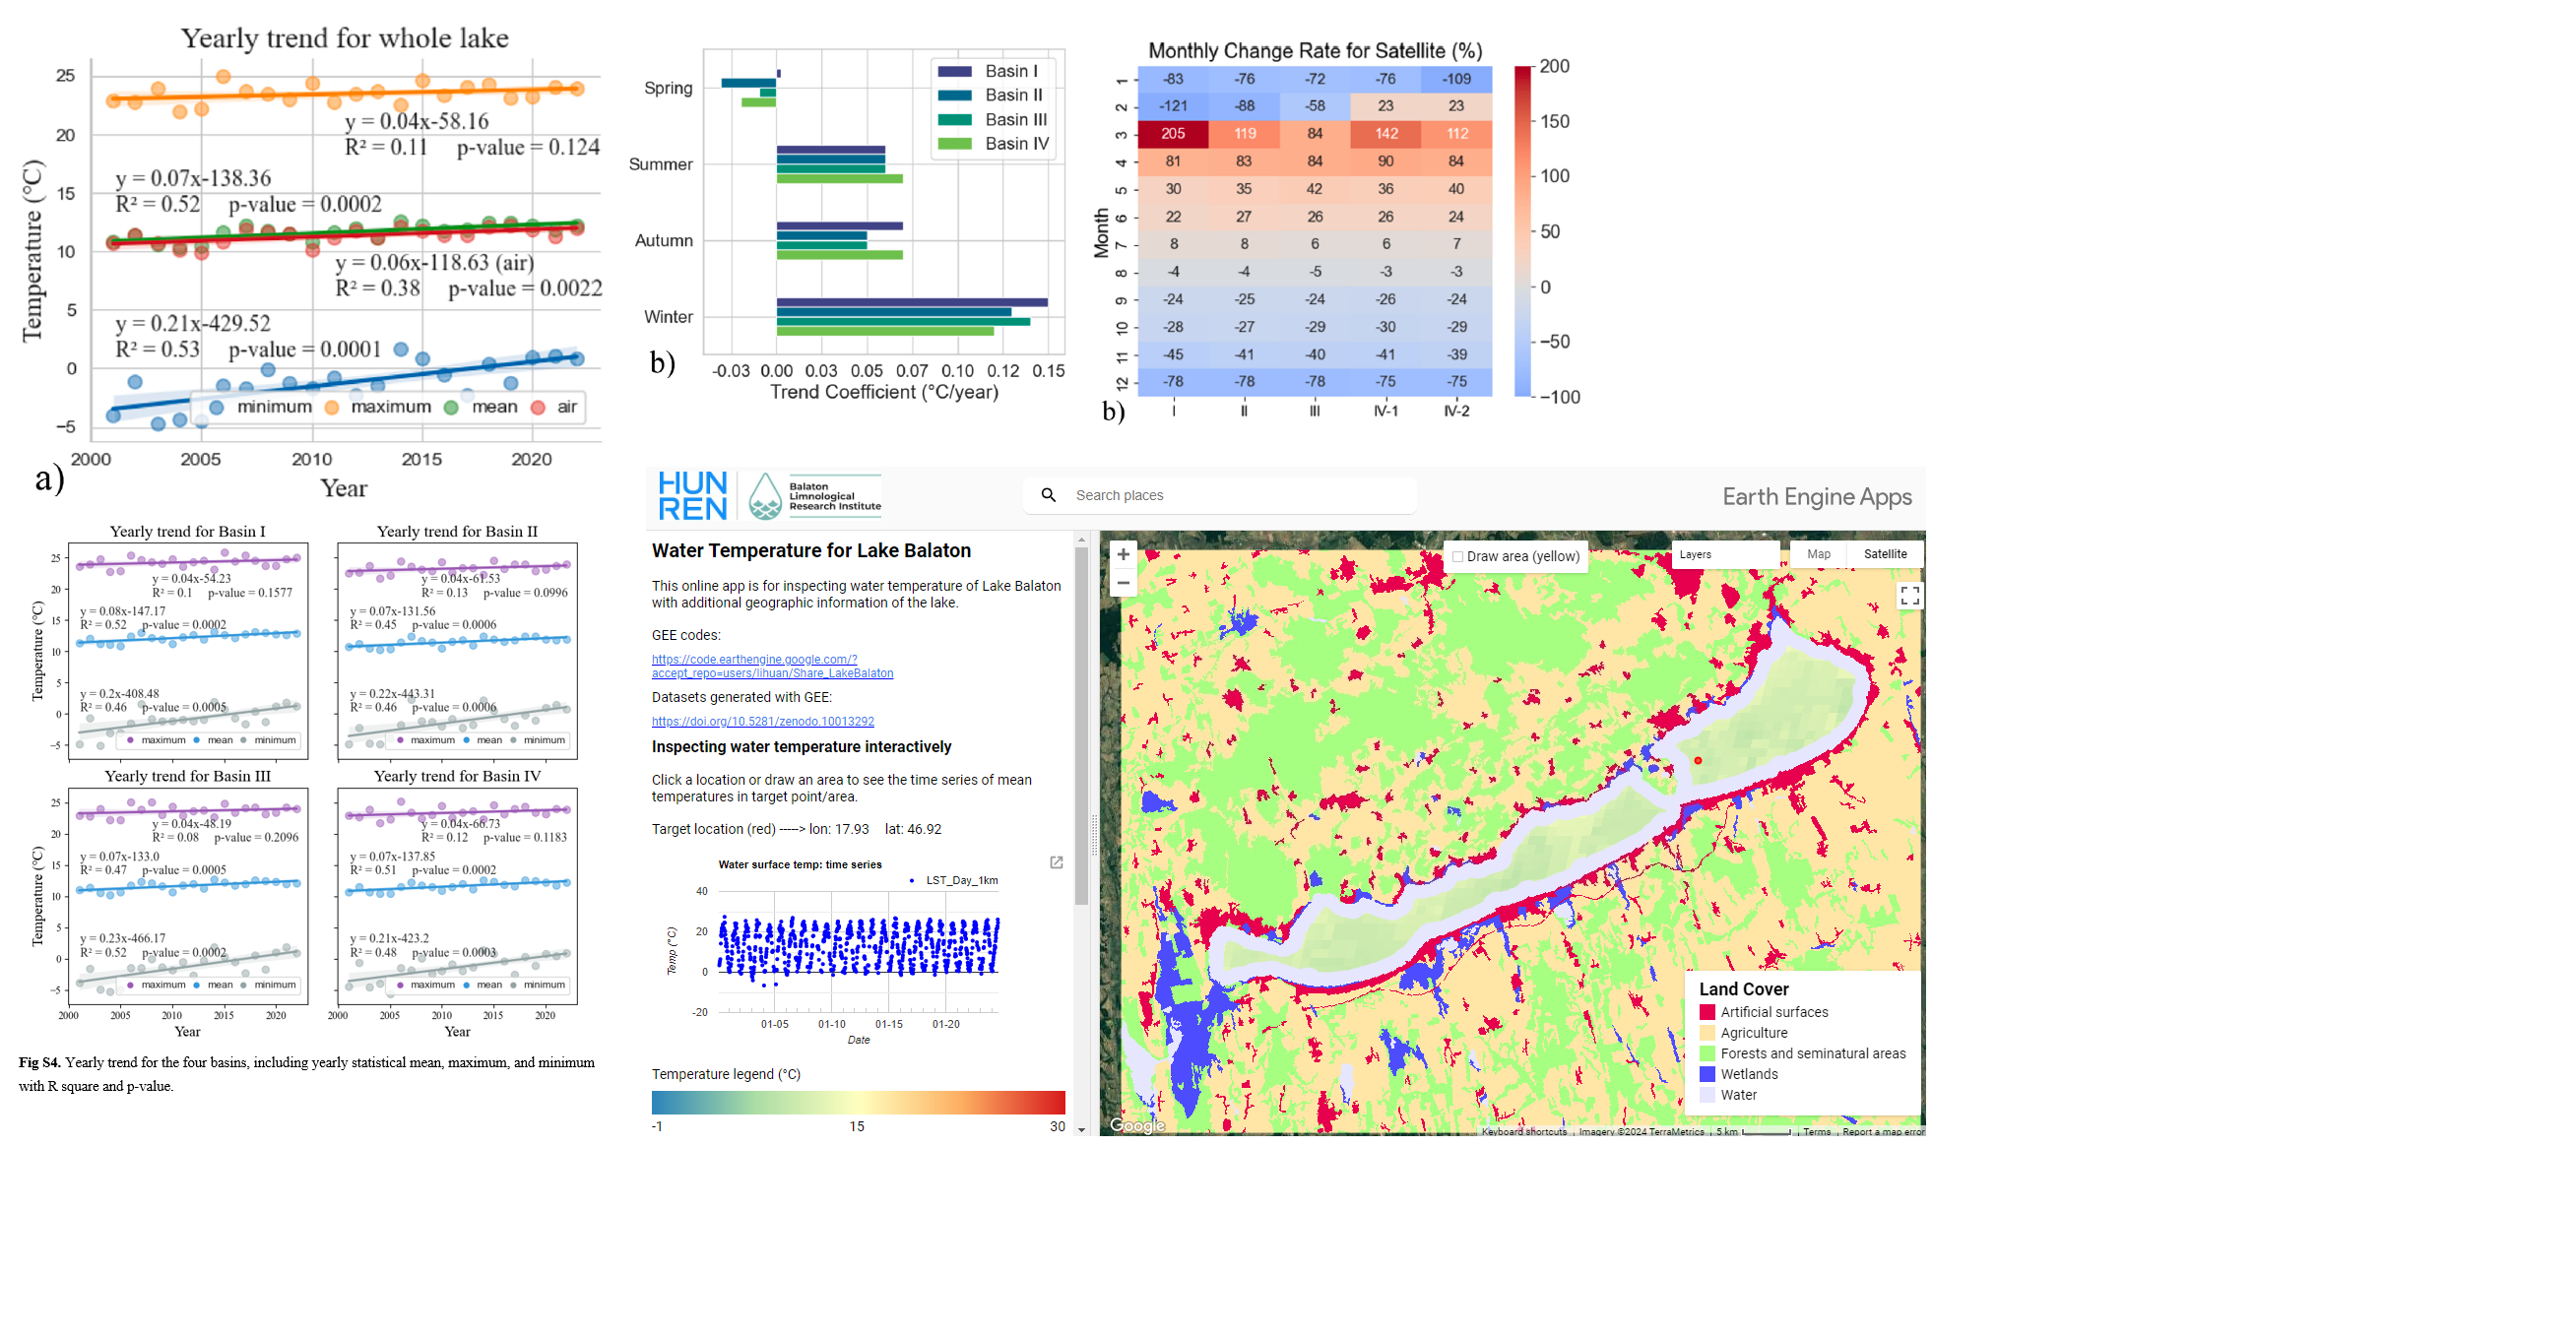 Yearly trend for whole lake
25
20
15
10
5
0
−5
Temperature (°C)
y = 0.04x-58.16
R² = 0.11 p-value = 0.124
y = 0.07x-138.36
R² = 0.52 p-value = 0.0002
y = 0.06x-118.63 (air)
R² = 0.38 p-value = 0.0022
y = 0.21x-429.52
R² = 0.53 p-value = 0.0001
minimum maximum mean air
2000 2005 2010 2015 2020
a)
Year
Basin I
Basin II
Basin III
Basin IV
Spring
Summer
Autumn
Winter
b)
-0.03 0.00 0.03 0.05 0.07 0.10 0.12 0.15
Trend Coefficient (°C/year)
Monthly Change Rate for Satellite (%)
Month
1 -83 -76 -72 -76 -109
2 -121 -88 -58 23 23
3 205 119 84 142 112
4 81 83 84 90 84
5 30 35 42 36 40
6 22 27 26 26 24
7 8 8 6 6 7
8 -4 -4 -5 -3 -3
9 -24 -25 -24 -26 -24
10 -28 -27 -29 -30 -29
11 -45 -41 -40 -41 -39
12 -78 -78 -78 -75 -75
I II III IV-1 IV-2
b)
200
150
100
50
0
−50
−100
Yearly trend for Basin I
25
20
15
10
5
0
−5
Temperature (°C)
y = 0.04x-54.23
R² = 0.1 p-value = 0.1577
y = 0.08x-147.17
R² = 0.52 p-value = 0.0002
y = 0.2x-408.48
R² = 0.46 p-value = 0.0005
maximum mean minimum
Yearly trend for Basin II
y = 0.04x-61.53
R² = 0.13 p-value = 0.0996
y = 0.07x-131.56
R² = 0.45 p-value = 0.0006
y = 0.22x-443.31
R² = 0.46 p-value = 0.0006
maximum mean minimum
Yearly trend for Basin III
25
20
15
10
5
0
−5
Temperature (°C)
y = 0.04x-48.19
R² = 0.08 p-value = 0.2096
y = 0.07x-133.0
R² = 0.47 p-value = 0.0005
y = 0.23x-466.17
R² = 0.52 p-value = 0.0002
maximum mean minimum
2000 2005 2010 2015 2020
Year
Yearly trend for Basin IV
y = 0.04x-66.73
R² = 0.12 p-value = 0.1183
y = 0.07x-137.85
R² = 0.51 p-value = 0.0002
y = 0.21x-423.2
R² = 0.48 p-value = 0.0003
maximum mean minimum
2000 2005 2010 2015 2020
Year
Fig S4. Yearly trend for the four basins, including yearly statistical mean, maximum, and minimum
with R square and p-value.
HUN
REN
Balaton
Limnological
Research Institute
Search places
Earth Engine Apps
Water Temperature for Lake Balaton
This online app is for inspecting water temperature of Lake Balaton
with additional geographic information of the lake.
GEE codes:
https://code.earthengine.google.com/?
accept_repo=users/lihuan/Share_LakeBalaton
Datasets generated with GEE:
https://doi.org/10.5281/zenodo.10013292
Inspecting water temperature interactively
Click a location or draw an area to see the time series of mean
temperatures in target point/area.
Target location (red) -----> lon: 17.93 lat: 46.92
Water surface temp: time series
LST_Day_1km
40
20
0
-20
Temp (°C)
01-05 01-10 01-15 01-20
Date
Temperature legend (°C)
-1 15 30
+
−
Draw area (yellow)
Layers
Map Satellite
Land Cover
Artificial surfaces
Agriculture
Forests and seminatural areas
Wetlands
Water
Google
Keyboard shortcuts Imagery ©2024 TerraMetrics 5 km Terms Report a map error